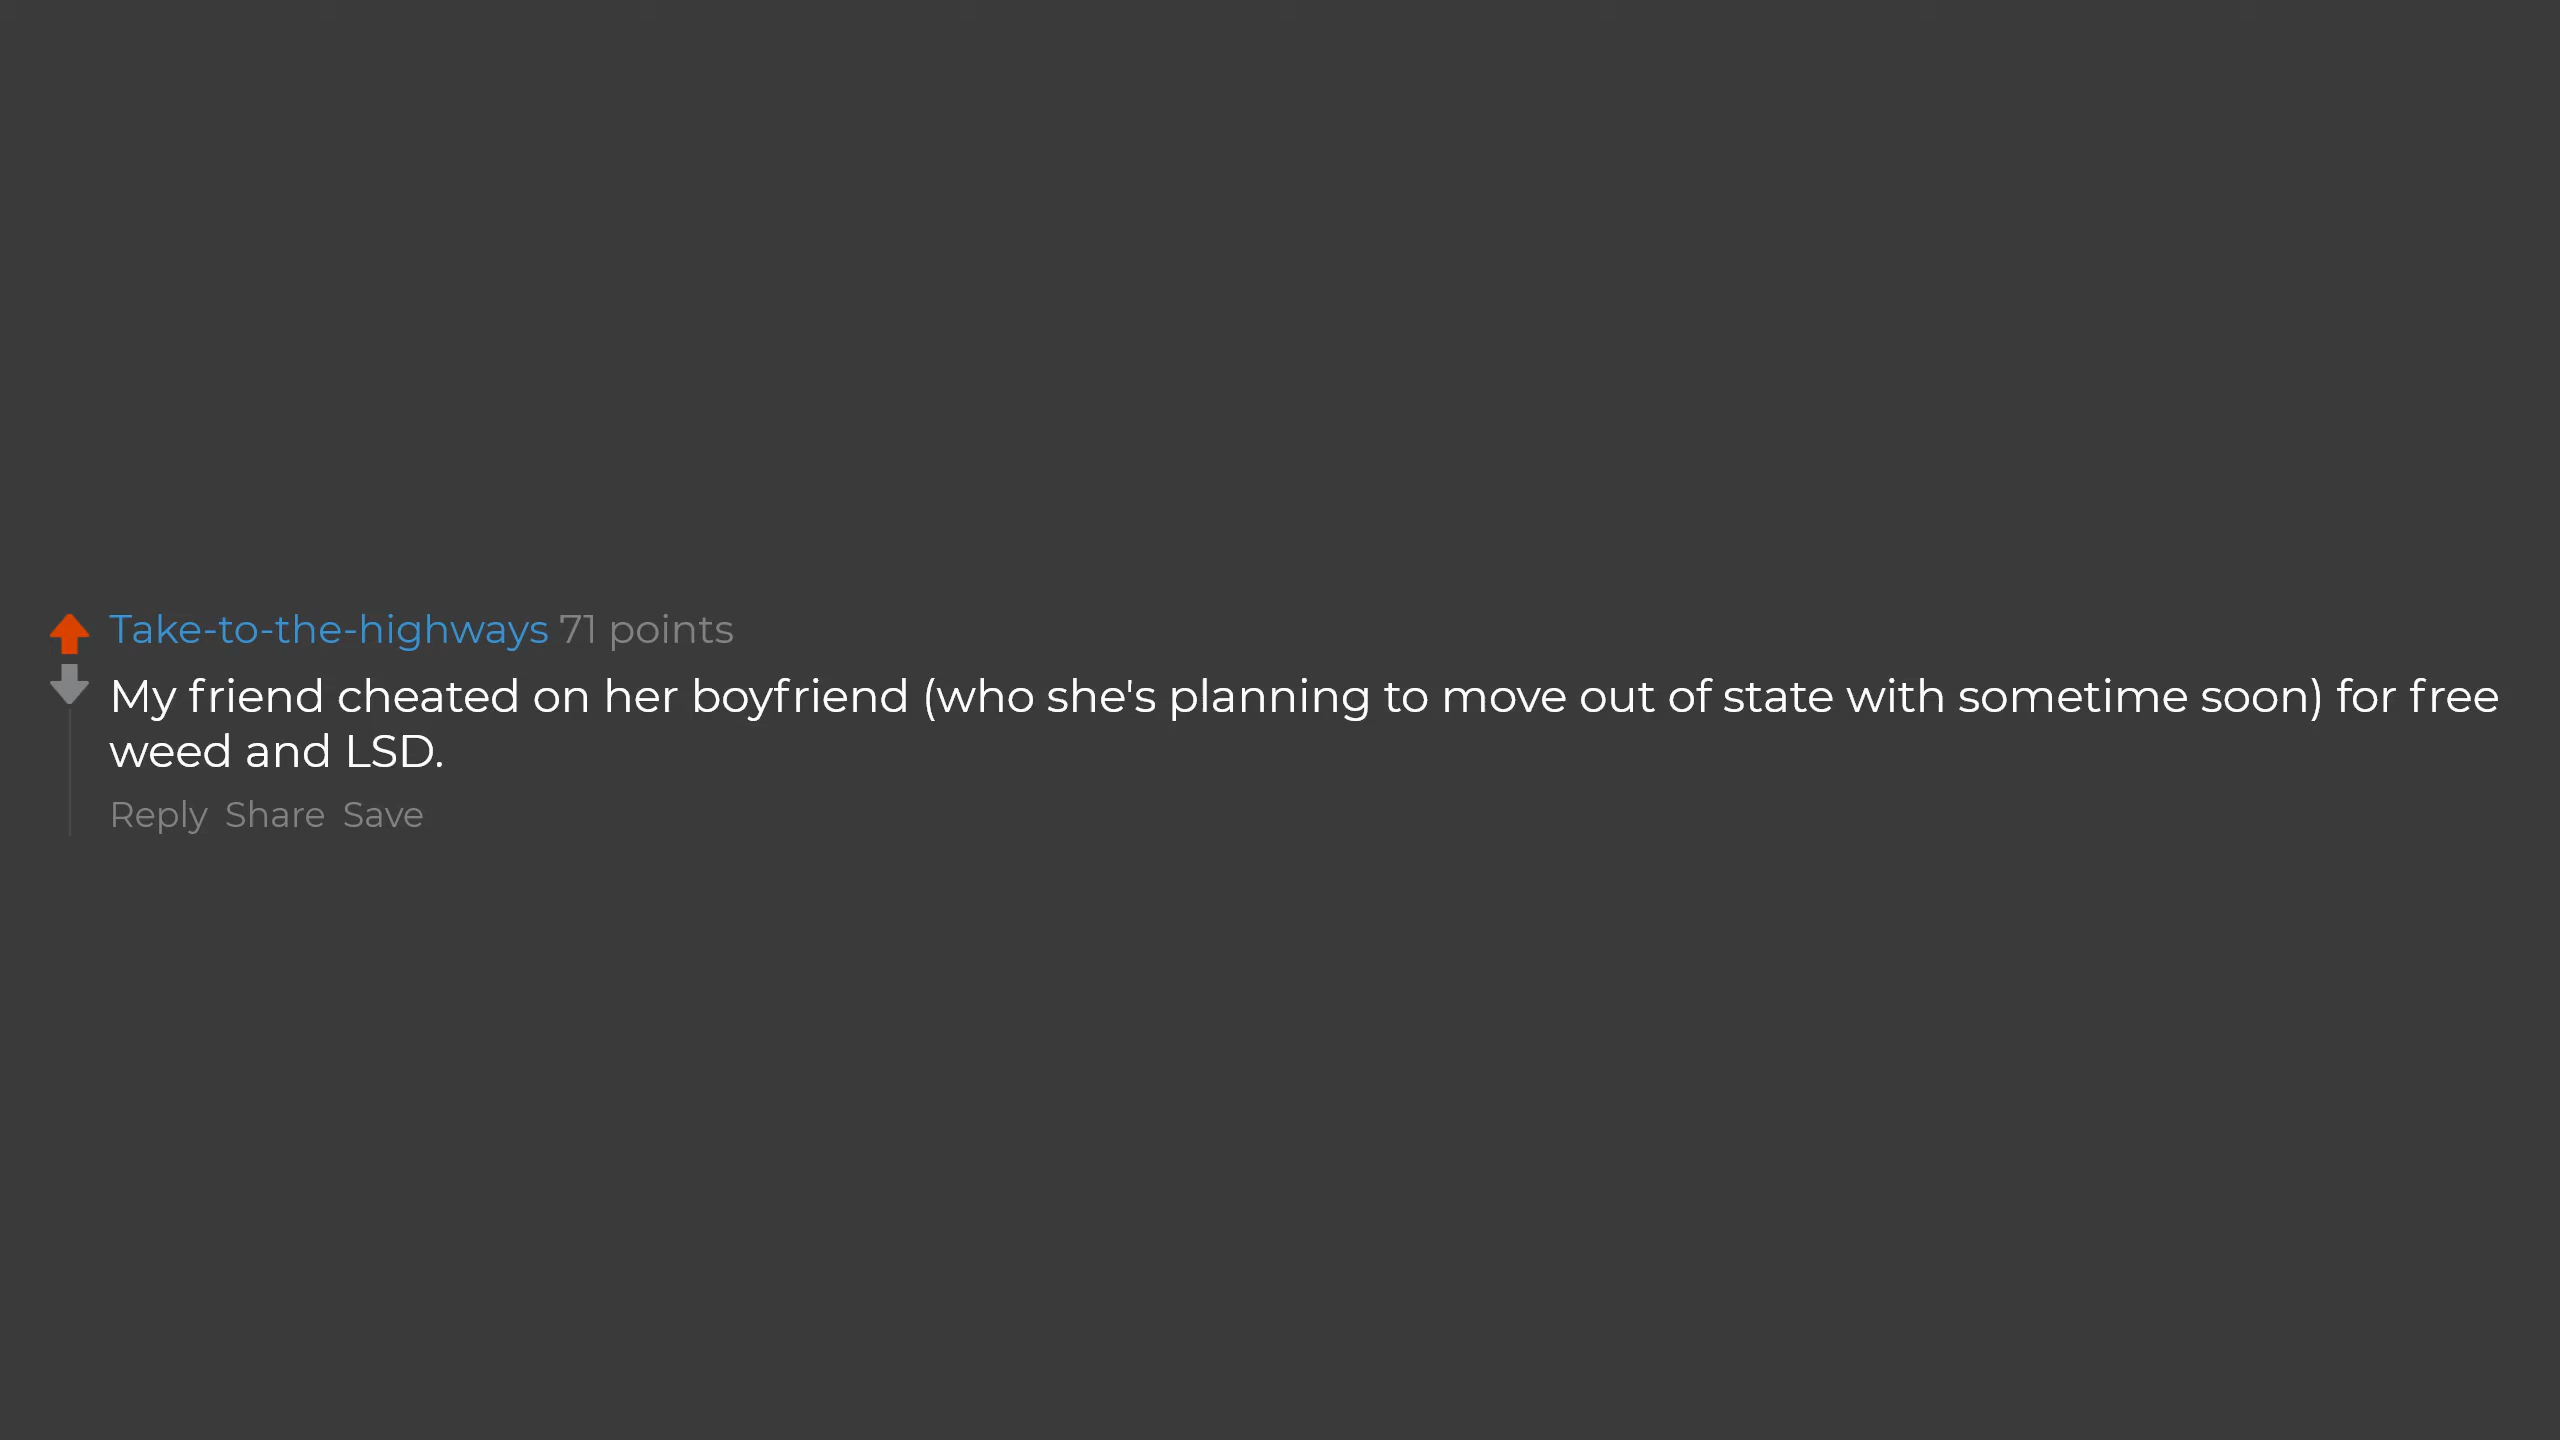 Take-to-the-highways 71 points
My friend cheated on her boyfriend (who she's planning to move out of state with sometime soon) for free
weed and LSD.
Reply Share Save